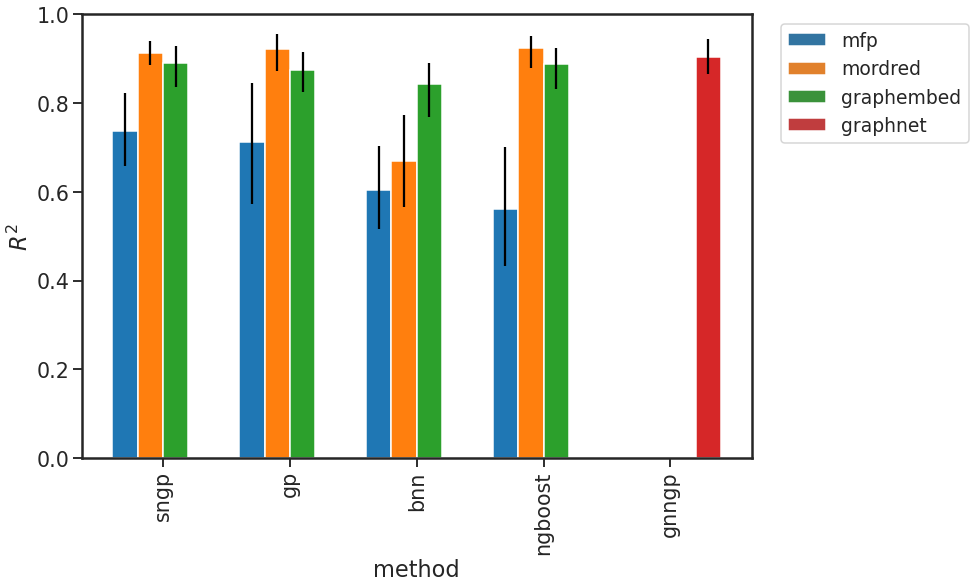 1.0
0.8
0.6
0.4
0.2
0.0
R²
sngp
gp
bnn
ngboost
gnngp
method
mfp
mordred
graphembed
graphnet